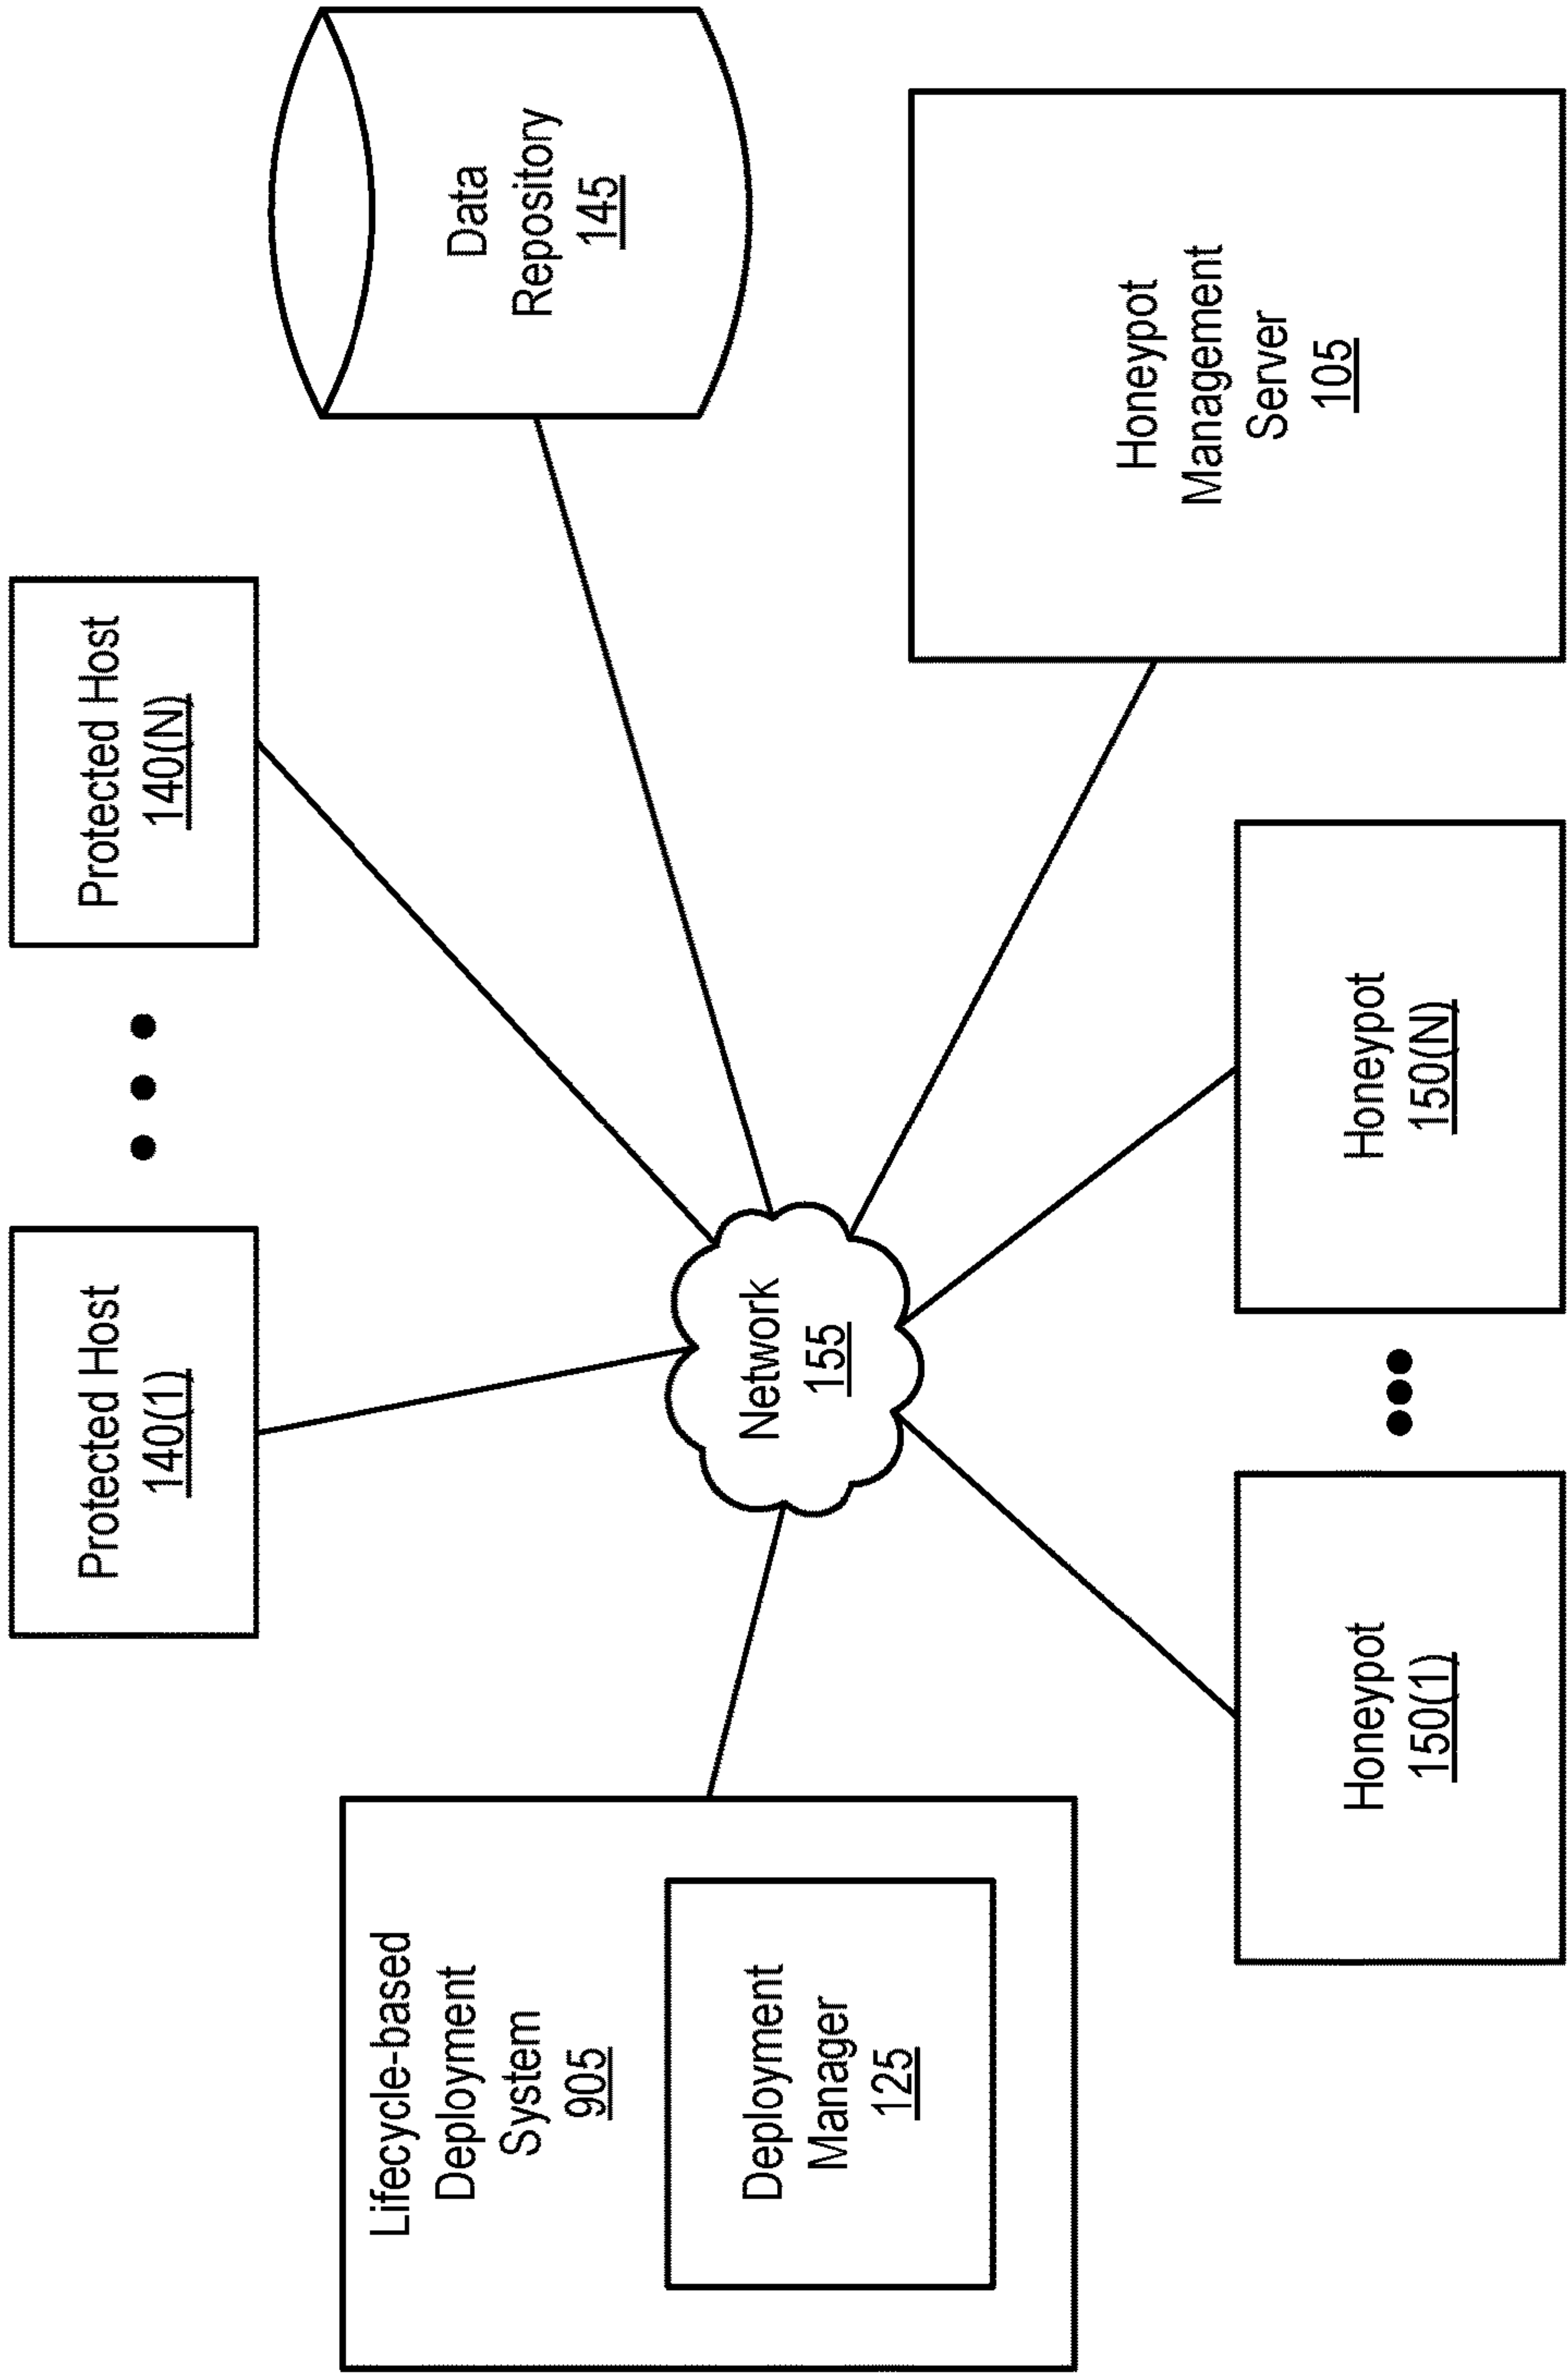 Protected Host
140(1)
Protected Host
140(N)
Lifecycle-based
Deployment
System
905
Deployment
Manager
125
Network
155
Data
Repository
145
Honeypot
150(1)
Honeypot
150(N)
Honeypot
Management
Server
105